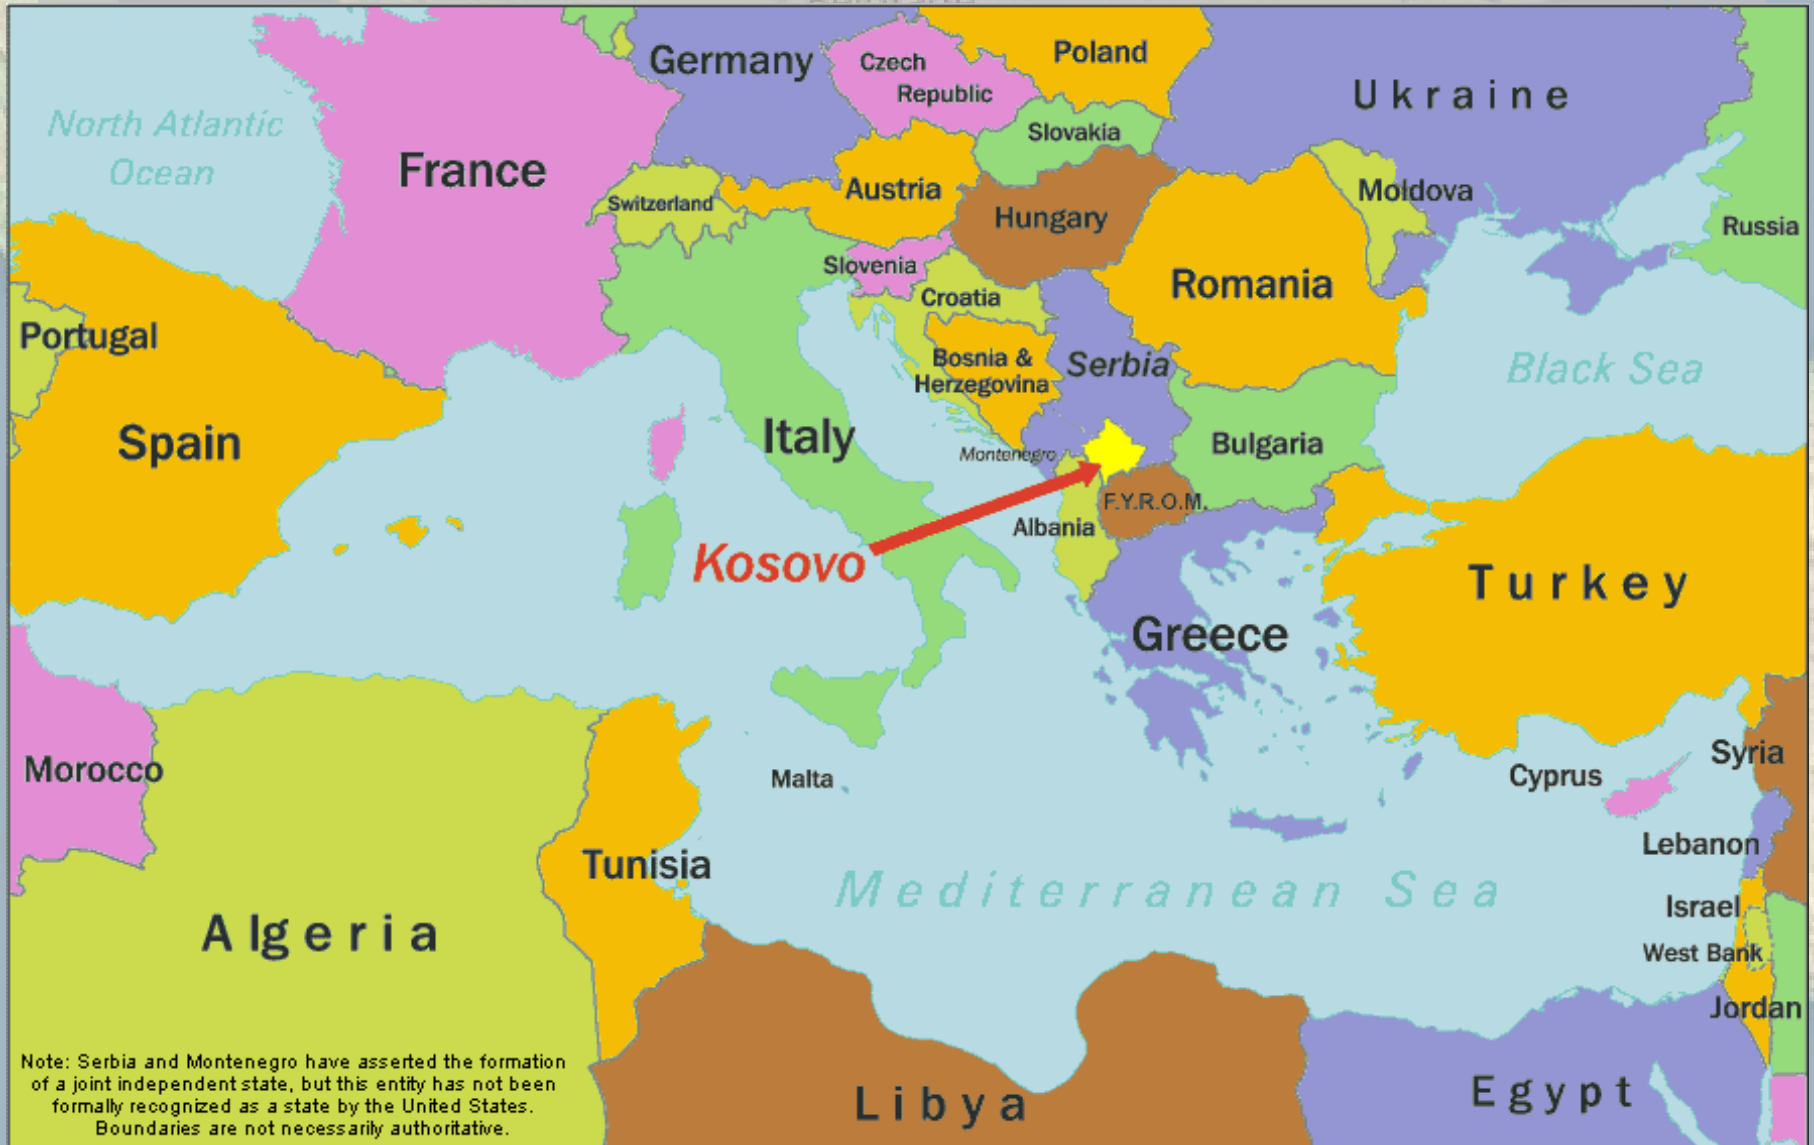 Germany
Czech
Republic
Poland
Ukraine
North Atlantic
Ocean
France
Slovakia
Switzerland
Austria
Hungary
Moldova
Russia
Slovenia
Croatia
Romania
Portugal
Bosnia &
Herzegovina
Serbia
Black Sea
Spain
Italy
Montenegro
Bulgaria
F.Y.R.O.M.
Albania
Kosovo
Turkey
Greece
Morocco
Malta
Cyprus
Syria
Lebanon
Tunisia
Mediterranean Sea
Algeria
Israel
West Bank
Jordan
Libya
Egypt
Note: Serbia and Montenegro have asserted the formation
of a joint independent state, but this entity has not been
formally recognized as a state by the United States.
Boundaries are not necessarily authoritative.